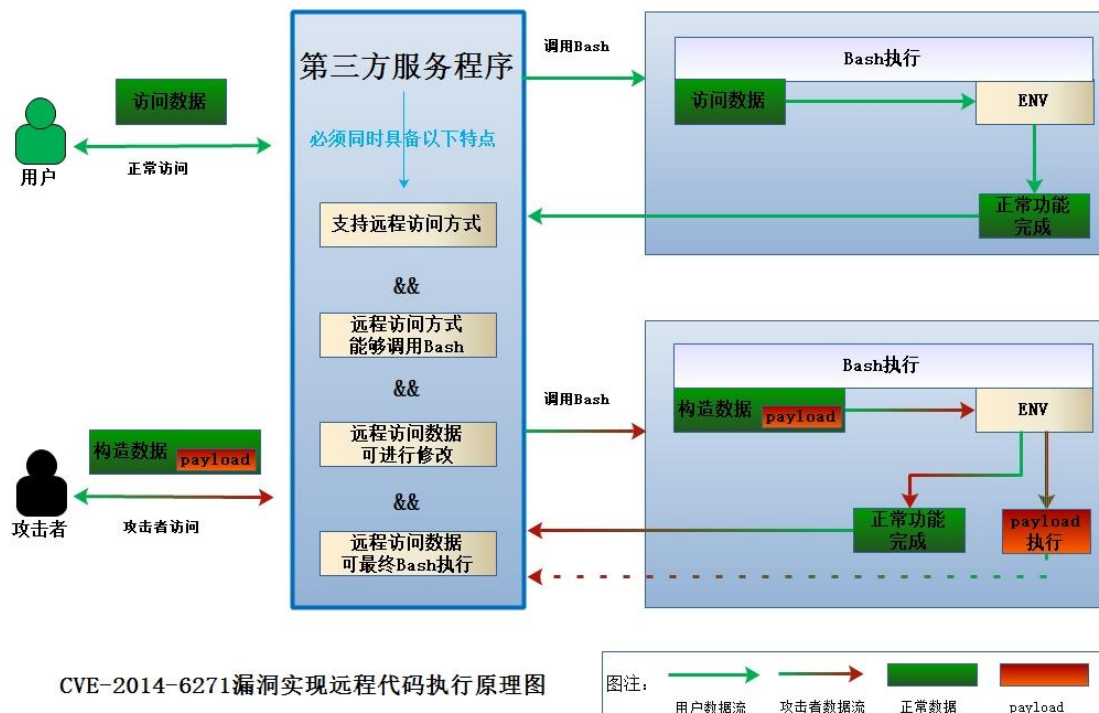 访问数据
正常访问
用户
构造数据 payload
攻击者访问
攻击者
第三方服务程序
必须同时具备以下特点
支持远程访问方式
&&
远程访问方式
能够调用Bash
&&
远程访问数据
可进行修改
&&
远程访问数据
可最终Bash执行
调用Bash
Bash执行
访问数据
ENV
正常功能
完成
调用Bash
Bash执行
构造数据 payload
ENV
正常功能
完成
payload
执行
CVE-2014-6271漏洞实现远程代码执行原理图
图注:
用户数据流
攻击者数据流
正常数据
payload